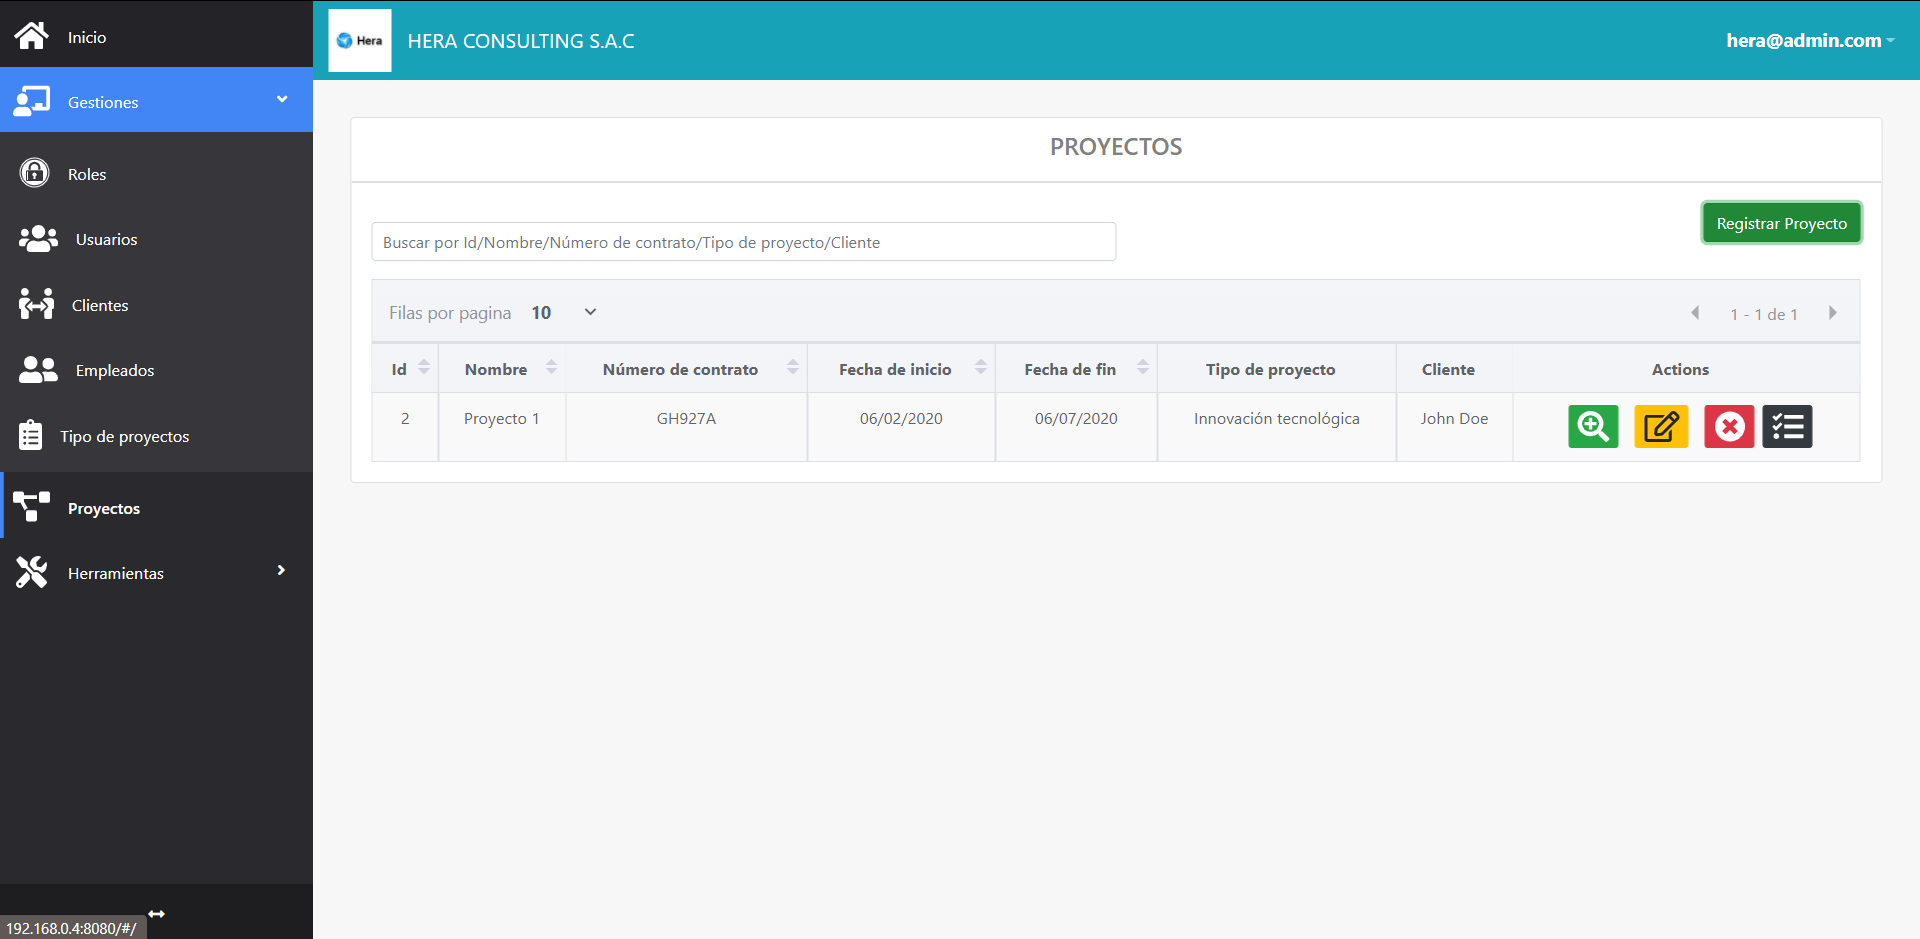 Inicio
Gestiones
Roles
Usuarios
Clientes
Empleados
Tipo de proyectos
Proyectos
Herramientas
192.168.0.4:8080/#/
Hera
HERA CONSULTING S.A.C
hera@admin.com
PROYECTOS
Registrar Proyecto
Buscar por Id/Nombre/Número de contrato/Tipo de proyecto/Cliente
Filas por pagina 10
1 - 1 de 1
Id Nombre Número de contrato Fecha de inicio Fecha de fin Tipo de proyecto Cliente Actions
2 Proyecto 1 GH927A 06/02/2020 06/07/2020 Innovación tecnológica John Doe